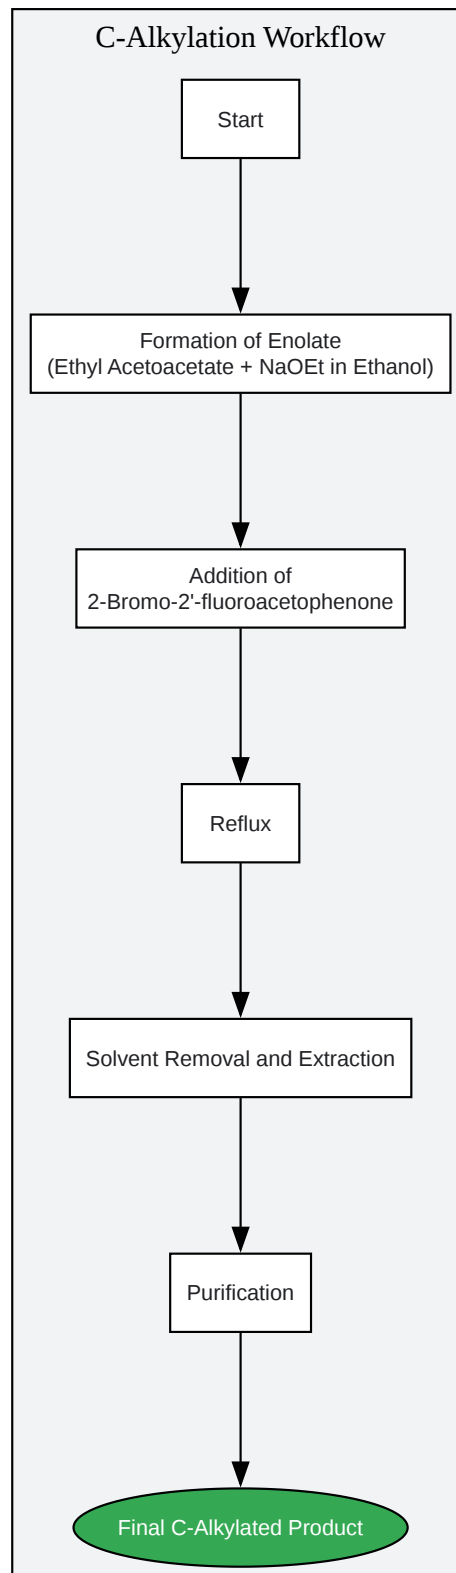 C-Alkylation Workflow
Start
Formation of Enolate
(Ethyl Acetoacetate + NaOEt in Ethanol)
Addition of
2-Bromo-2'-fluoroacetophenone
Reflux
Solvent Removal and Extraction
Purification
Final C-Alkylated Product